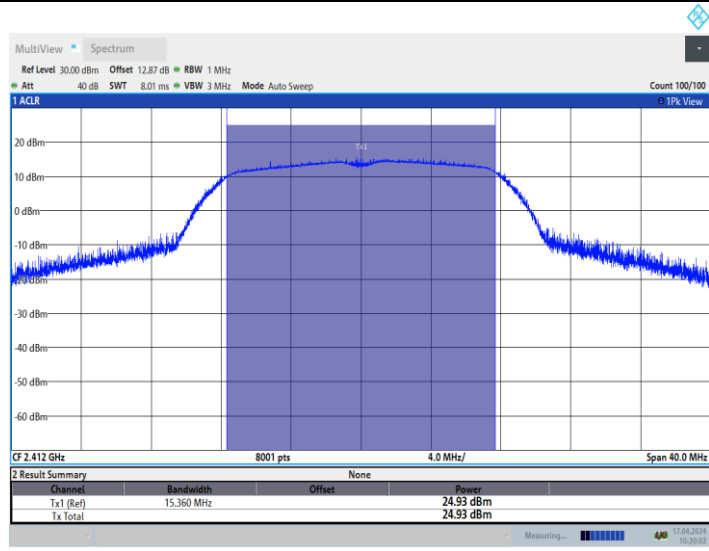 MultiView Spectrum
Ref Level 30.00 dBm Offset 12.87 dB RBW 1 MHz
Att 40 dB SWT 8.01 ms VBW 3 MHz Mode Auto Sweep Count 100/100
1 ACLR 1Pk View
Tx1
20 dBm
10 dBm
0 dBm
-10 dBm
-20 dBm
-30 dBm
-40 dBm
-50 dBm
-60 dBm
CF 2.412 GHz 8001 pts 4.0 MHz/ Span 40.0 MHz
2 Result Summary None
Channel Bandwidth Offset Power
Tx1 (Ref) 15.360 MHz 24.93 dBm
Tx Total 24.93 dBm
Measuring... 17.04.2024
10:20:02